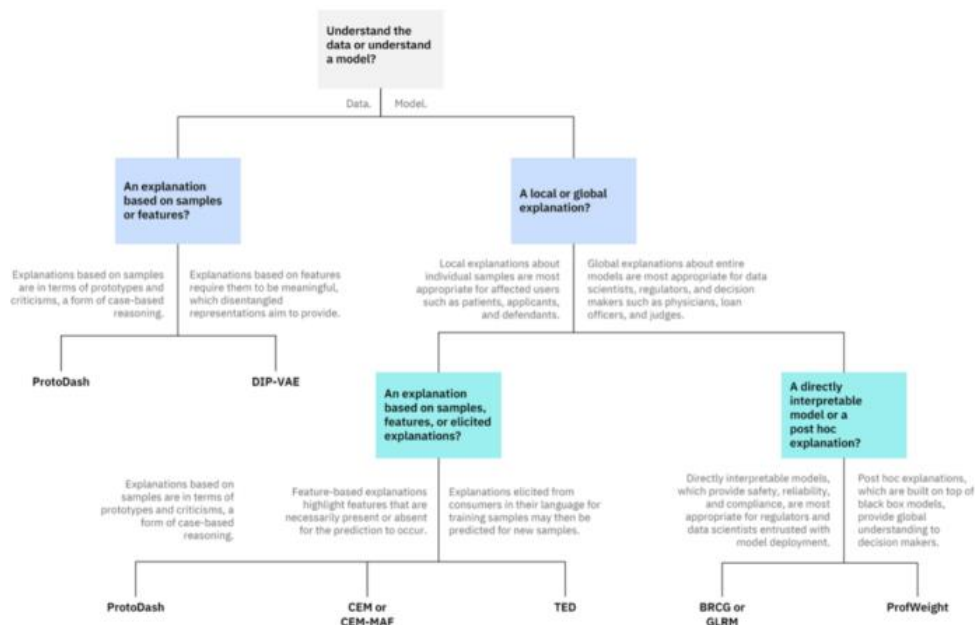 Understand the
data or understand
a model?
Data.
Model.
An explanation
based on samples
or features?
A local or global
explanation?
Explanations based on samples
are in terms of prototypes and
criticisms, a form of case-based
reasoning.
Explanations based on features
require them to be meaningful,
which disentangled
representations aim to provide.
Local explanations about
individual samples are most
appropriate for affected users
such as patients, applicants,
and defendants.
Global explanations about entire
models are most appropriate for data
scientists, regulators, and decision
makers such as physicians, loan
officers, and judges.
ProtoDash
DIP-VAE
An explanation
based on samples,
features, or elicited
explanations?
A directly
interpretable
model or a
post hoc
explanation?
Explanations based on
samples are in terms of
prototypes and criticisms, a
form of case-based
reasoning.
Feature-based explanations
highlight features that are
necessarily present or absent
for the prediction to occur.
Explanations elicited from
consumers in their language for
training samples may then be
predicted for new samples.
Directly interpretable models,
which provide safety, reliability,
and compliance, are most
appropriate for regulators and
data scientists entrusted with
model deployment.
Post hoc explanations,
which are built on top of
black box models,
provide global
understanding to
decision makers.
ProtoDash
CEM or
CEM-MAF
TED
BRCG or
GLRM
ProfWeight